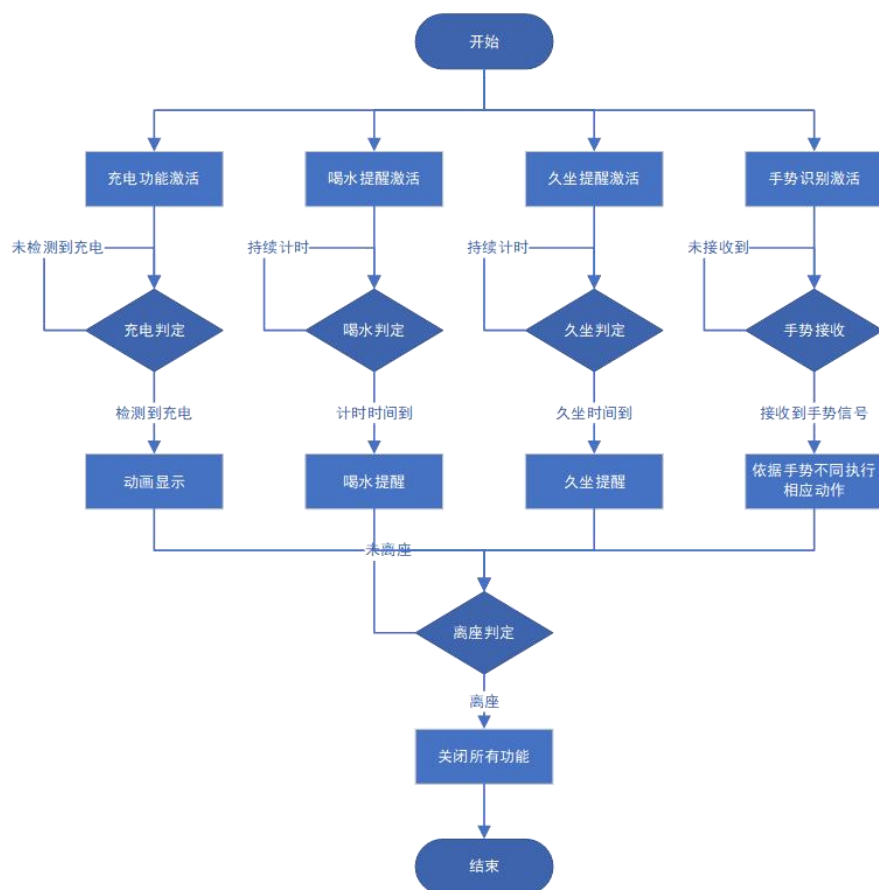 开始
充电功能激活
喝水提醒激活
久坐提醒激活
手势识别激活
未检测到充电
持续计时
持续计时
未接收到
充电判定
喝水判定
久坐判定
手势接收
检测到充电
计时时间到
久坐时间到
接收到手势信号
动画显示
喝水提醒
久坐提醒
依据手势不同执行
相应动作
未离座
离座判定
离座
关闭所有功能
结束